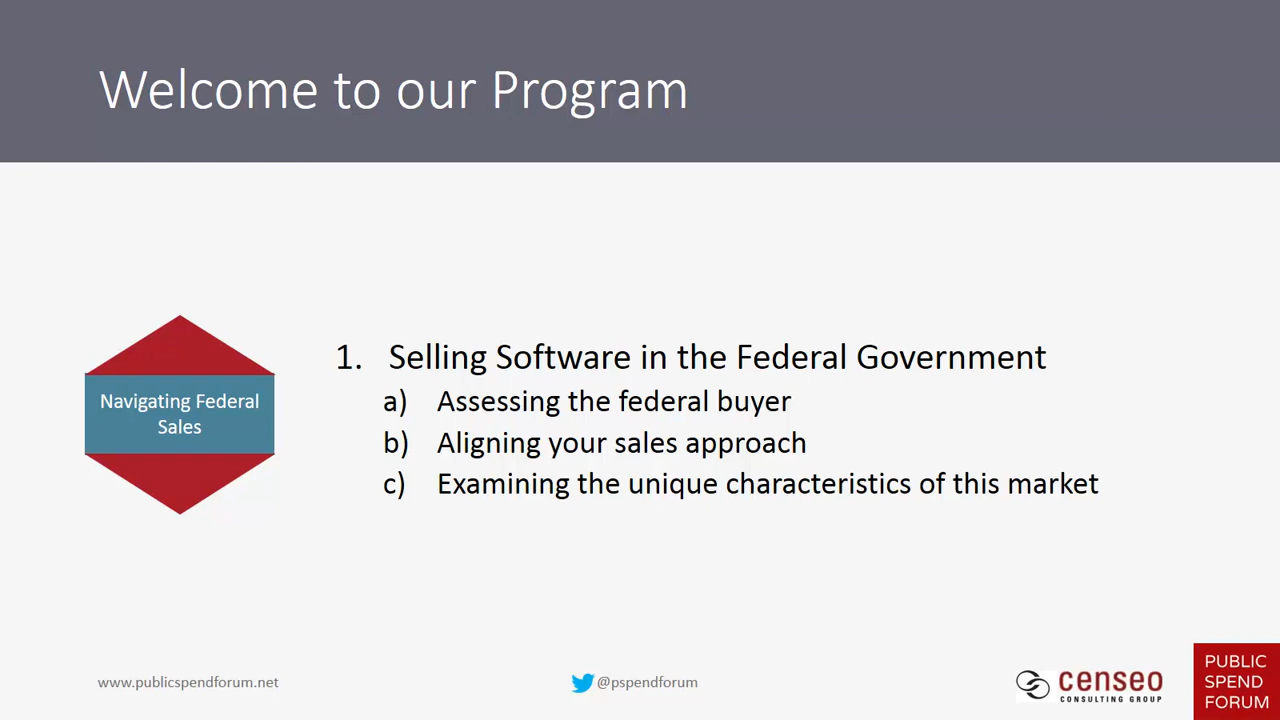 Welcome to our Program
Navigating Federal
Sales
1. Selling Software in the Federal Government
a) Assessing the federal buyer
b) Aligning your sales approach
c) Examining the unique characteristics of this market
www.publicspendforum.net
@pspendforum
censeo
CONSULTING GROUP
PUBLIC
SPEND
FORUM